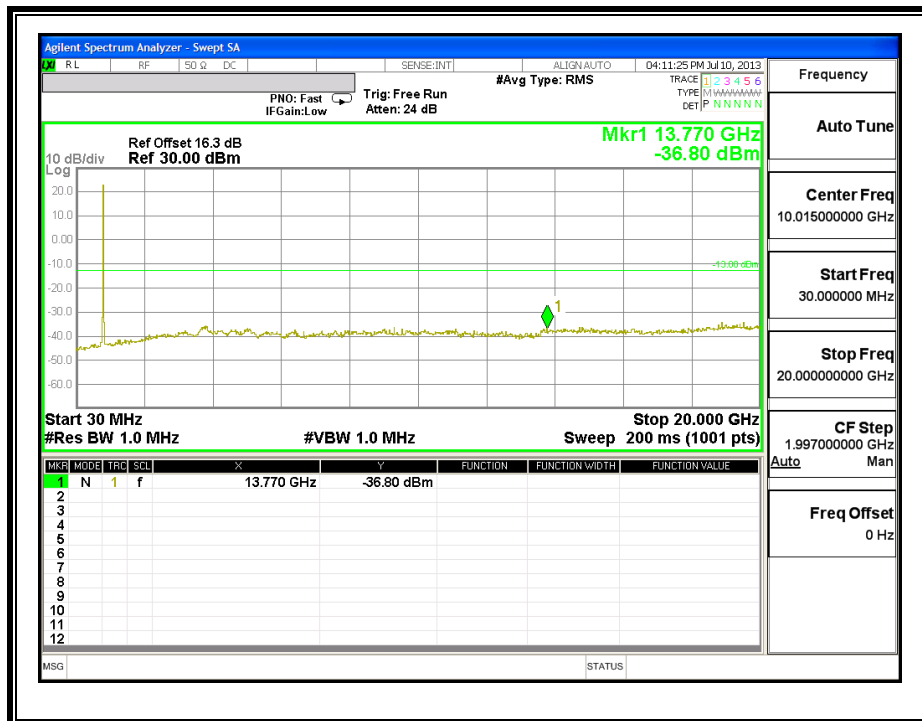 Agilent Spectrum Analyzer - Swept SA
LXI RL RF 50 Ω DC SENSE:INT ALIGN AUTO 04:11:25 PM Jul 10, 2013
#Avg Type: RMS
TRACE 1 2 3 4 5 6
TYPE M WWWWW
DET P N N N N N
PNO: Fast
IFGain:Low
Trig: Free Run
Atten: 24 dB
Mkr1 13.770 GHz
-36.80 dBm
Ref Offset 16.3 dB
Ref 30.00 dBm
10 dB/div
Log
20.0
10.0
0.00
-10.0
-20.0
-30.0
-40.0
-50.0
-60.0
-13.00 dBm
1
Start 30 MHz
Stop 20.000 GHz
#Res BW 1.0 MHz #VBW 1.0 MHz Sweep 200 ms (1001 pts)
MKR MODE TRC SCL X Y FUNCTION FUNCTION WIDTH FUNCTION VALUE
1 N 1 f 13.770 GHz -36.80 dBm
2
3
4
5
6
7
8
9
10
11
12
MSG STATUS
Frequency
Auto Tune
Center Freq
10.015000000 GHz
Start Freq
30.000000 MHz
Stop Freq
20.000000000 GHz
CF Step
1.997000000 GHz
Auto Man
Freq Offset
0 Hz